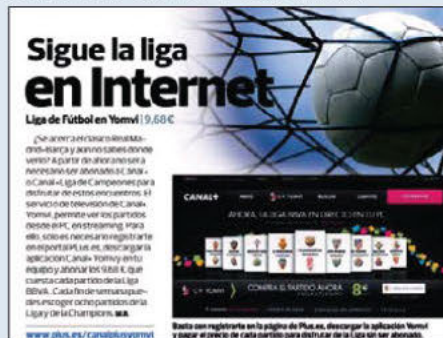 Sigue la liga
en Internet
Liga de Fútbol en Yomvi | 9,68€
¿Se acerca el clásico Real Ma-
drid-Barça y aún no sabes dónde
verlo? A partir de ahora no será
necesario ser abonado a Canal+
o Canal+ Liga de Campeones para
disfrutar de estos encuentros. El
servicio de televisión de Canal+,
Yomvi, permite ver los partidos
desde el PC, en streaming. Para
ello, sólo es necesario registrarte
en el portal Plus.es, descargar la
aplicación Canal+ Yomvi y en tu
equipo y abonar los 9,68 €, que
cuesta cada partido de la Liga
BBVA. Cada fin de semana pue-
des escoger ocho partidos de la
Liga y de la Champions. M.R.
www.plus.es/canalplusyomvi
CANAL+
AHORA, LA LIGA BBVA EN DIRECTO EN TU PC
YOMVI
COMPRA EL PARTIDO AHORA 8€
Basta con registrarte en la página de Plus.es, descargar la aplicación Yomvi
y pagar el precio de cada partido para disfrutar de la Liga sin ser abonado.